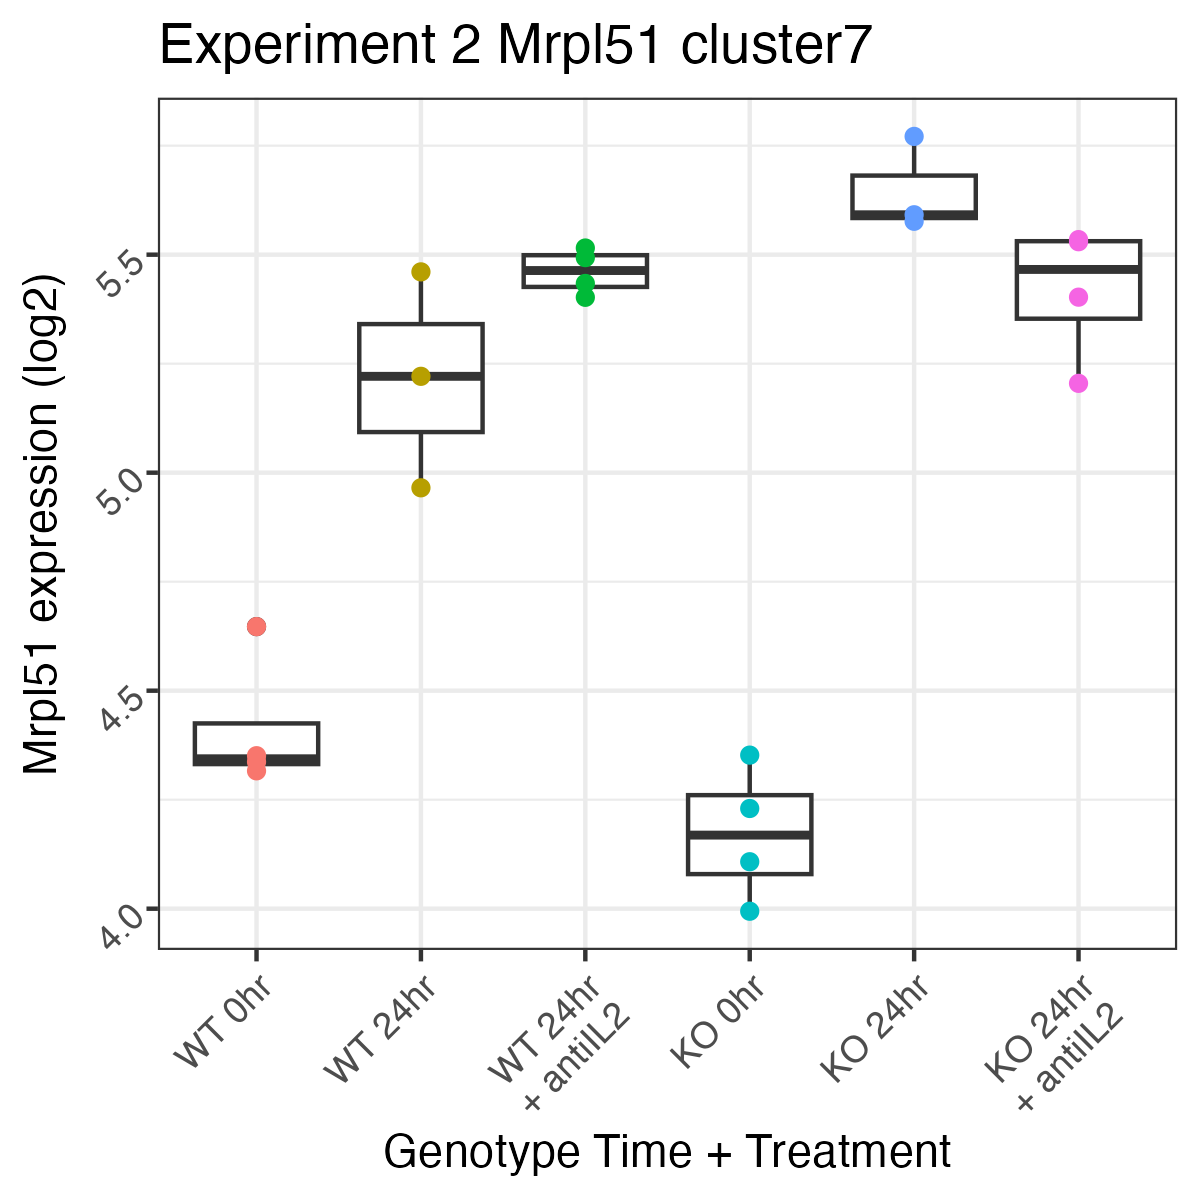 Experiment 2 Mrpl51 cluster7
Mrpl51 expression (log2)
5.5
5.0
4.5
4.0
WT 0hr
WT 24hr
WT 24hr
+ antiIL2
KO 0hr
KO 24hr
KO 24hr
+ antiIL2
Genotype Time + Treatment